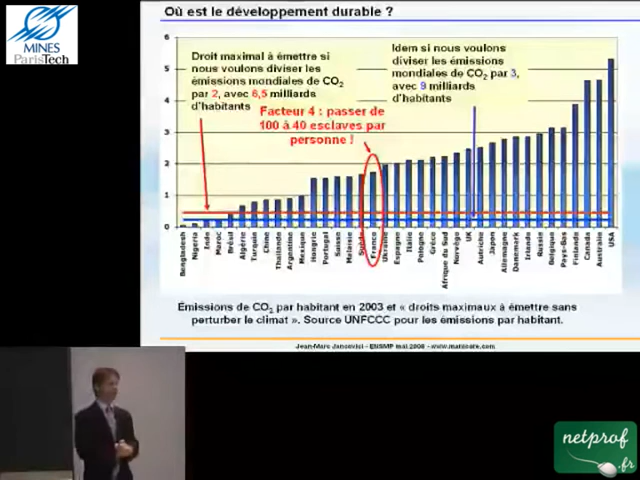 MINES
ParisTech
Où est le développement durable ?
Droit maximal à émettre si
nous voulons diviser les
émissions mondiales de CO2
par 2, avec 6,5 milliards
d'habitants
Idem si nous voulons
diviser les émissions
mondiales de CO2 par 3,
avec 9 milliards
d'habitants
Facteur 4 : passer de
100 à 40 esclaves par
personne !
6
5
4
3
2
1
0
Bangladesh
Nigeria
Inde
Maroc
Brésil
Algérie
Turquie
Chine
Thailande
Argentine
Mexique
Hongrie
Portugal
Suisse
Malaisie
Suède
France
Ukraine
Espagne
Italie
Pologne
Grèce
Afrique du Sud
Norvège
UK
Autriche
Japon
Allemagne
Danemark
Irlande
Russie
Belgique
Pays-Bas
Finlande
Canada
Australie
USA
Émissions de CO2 par habitant en 2003 et « droits maximaux à émettre sans
perturber le climat ». Source UNFCCC pour les émissions par habitant.
Jean-Marc Jancovici - ENSMP mai 2008 - www.manicore.com
netprof
.fr